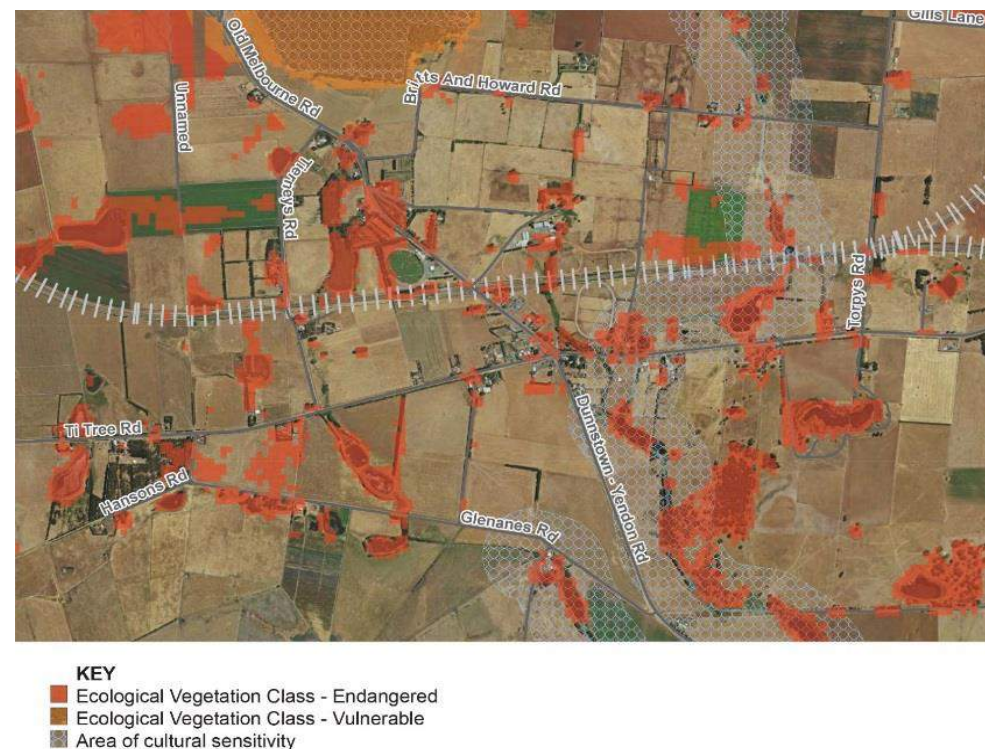 Gills Lane
Old Melbourne Rd
Britts And Howard Rd
Unnamed
Tierneys Rd
Torpys Rd
Ti Tree Rd
Dunnstown - Yendon Rd
Hansons Rd
Glenanes Rd
KEY
Ecological Vegetation Class - Endangered
Ecological Vegetation Class - Vulnerable
Area of cultural sensitivity